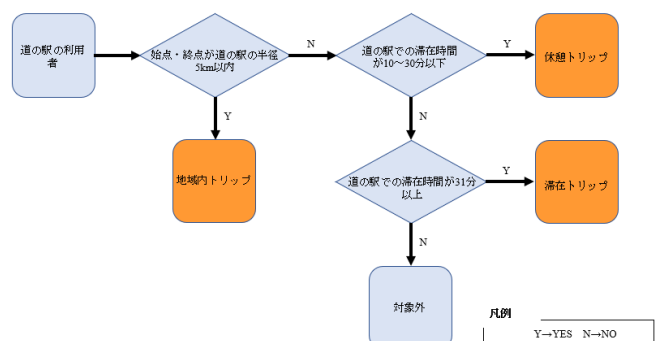 道の駅の利用
者
始点・終点が道の駅の半径
5km以内
N
道の駅での滞在時間
が10～30分以下
Y
休憩トリップ
Y
N
地域内トリップ
道の駅での滞在時間が31分
以上
Y
滞在トリップ
N
対象外
凡例
Y→YES N→NO